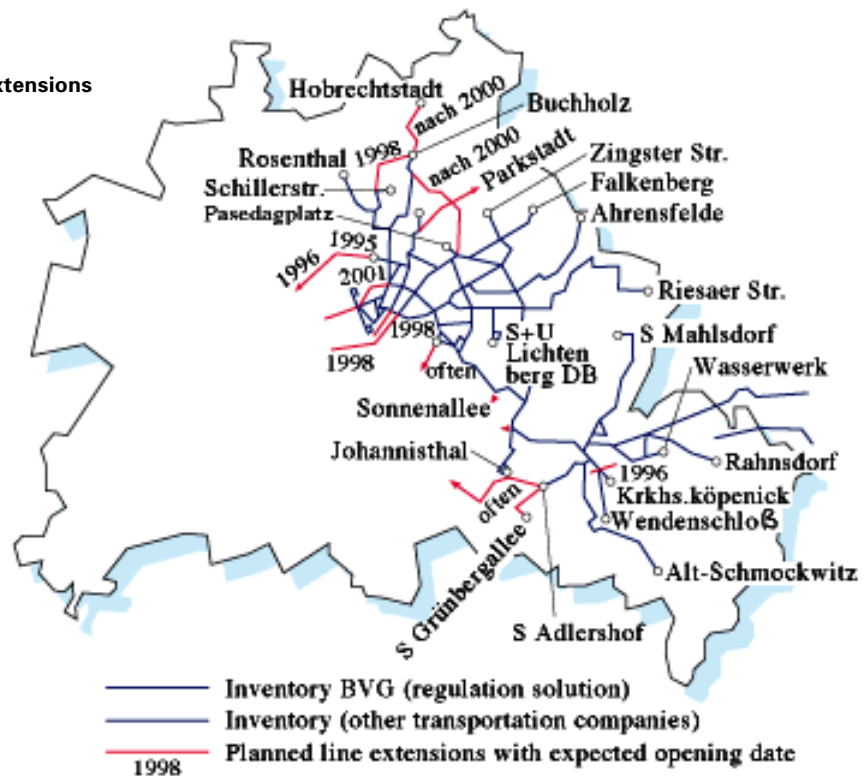 xtensions
Hobrechtstadt
nach 2000
Buchholz
Rosenthal
1998
nach 2000
Parkstadt
Zingster Str.
Schillerstr.
Falkenberg
Pasedagplatz
Ahrensfelde
1995
1996
2001
Riesaer Str.
1998
S+U
Lichten
berg DB
S Mahlsdorf
1998
often
Wasserwerk
Sonnenallee
Johannisthal
1996
Rahnsdorf
often
Krkhs.köpenick
Wendenschloß
S Grünbergallee
Alt-Schmockwitz
S Adlershof
Inventory BVG (regulation solution)
Inventory (other transportation companies)
Planned line extensions with expected opening date
1998